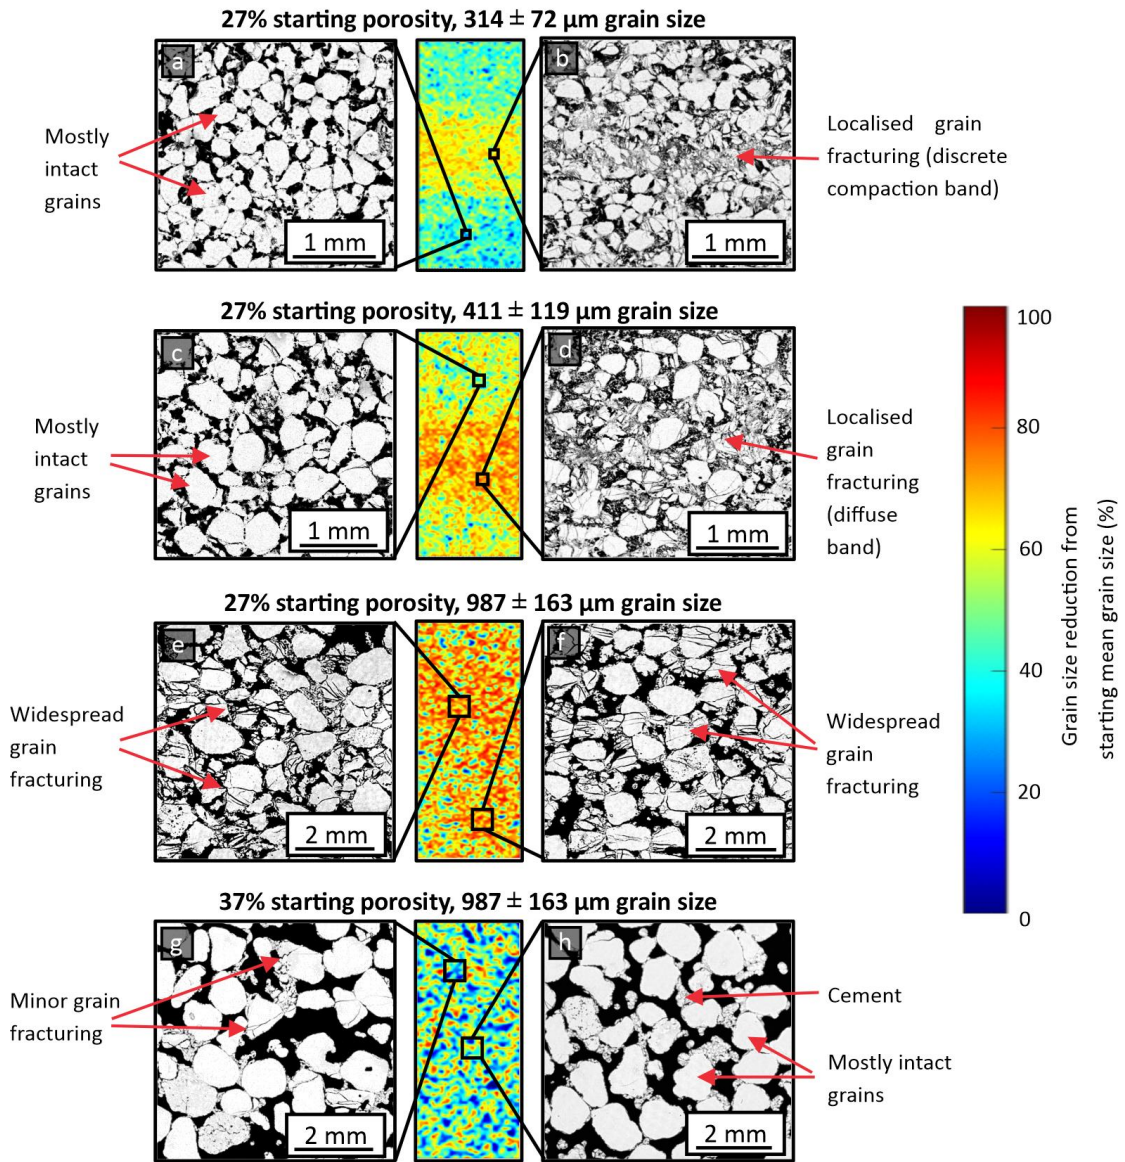 27% starting porosity, 314 ± 72 µm grain size
a
b
Mostly
intact
grains
Localised grain
fracturing (discrete
compaction band)
1 mm
1 mm
27% starting porosity, 411 ± 119 µm grain size
c
d
Mostly
intact
grains
Localised
grain
fracturing
(diffuse
band)
1 mm
1 mm
27% starting porosity, 987 ± 163 µm grain size
e
f
Widespread
grain
fracturing
Widespread
grain
fracturing
2 mm
2 mm
37% starting porosity, 987 ± 163 µm grain size
g
h
Minor grain
fracturing
Cement
Mostly intact
grains
2 mm
2 mm
100
80
60
40
20
0
Grain size reduction from
starting mean grain size (%)